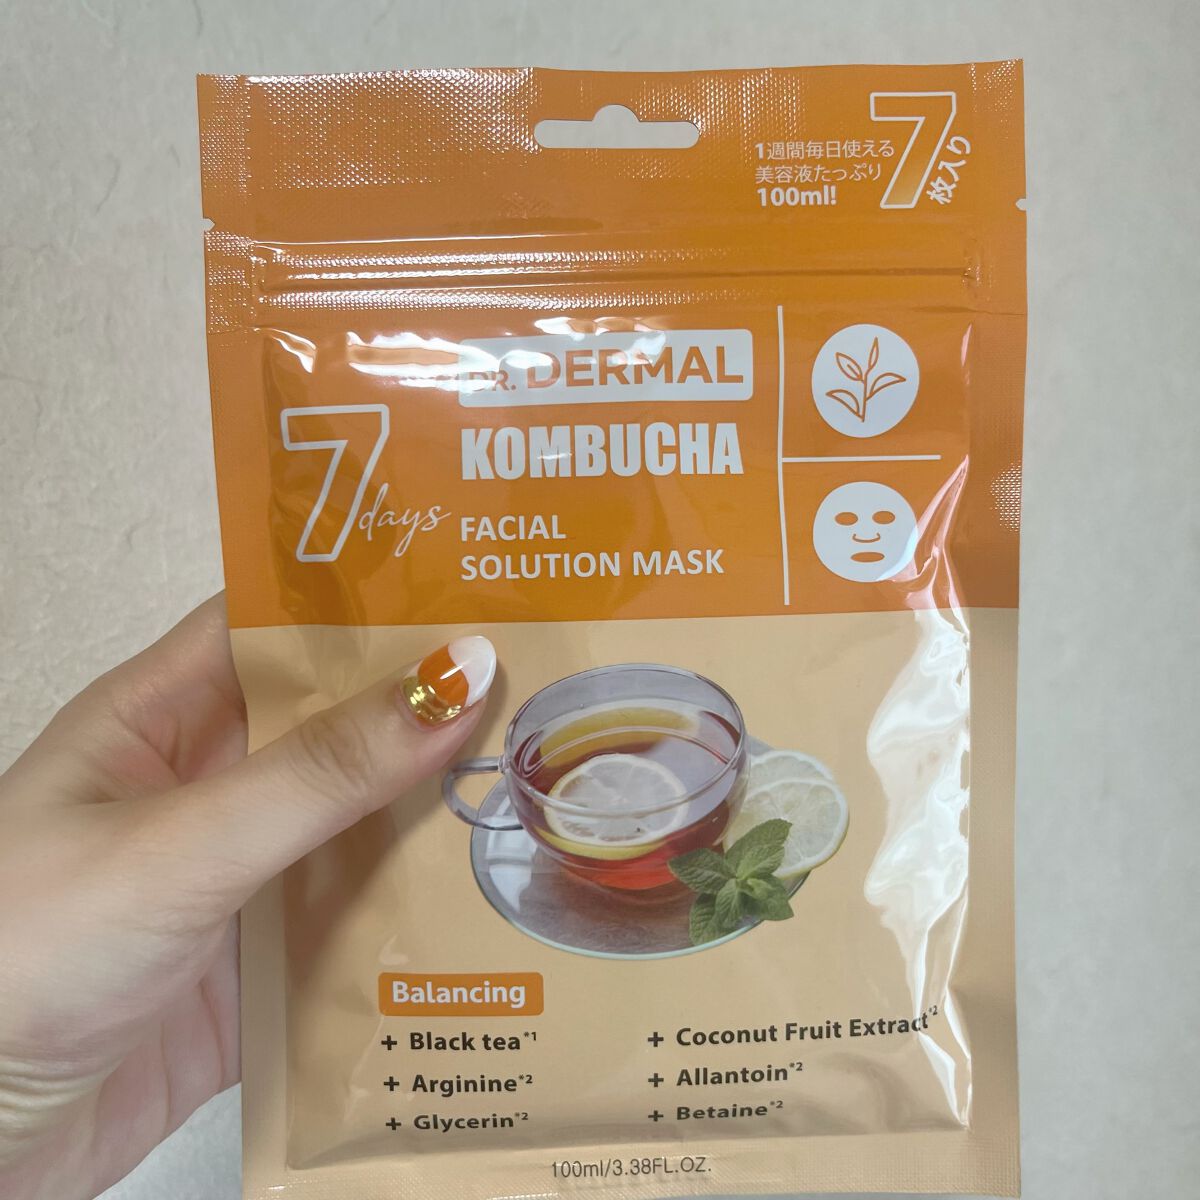 1週間毎日使える
美容液たっぷり
100ml!
7枚入り
DR. DERMAL
7days
KOMBUCHA
FACIAL
SOLUTION MASK
Balancing
+ Black tea*1
+ Arginine*2
+ Glycerin*2
+ Coconut Fruit Extract*2
+ Allantoin*2
+ Betaine*2
100ml/3.38FL.OZ.